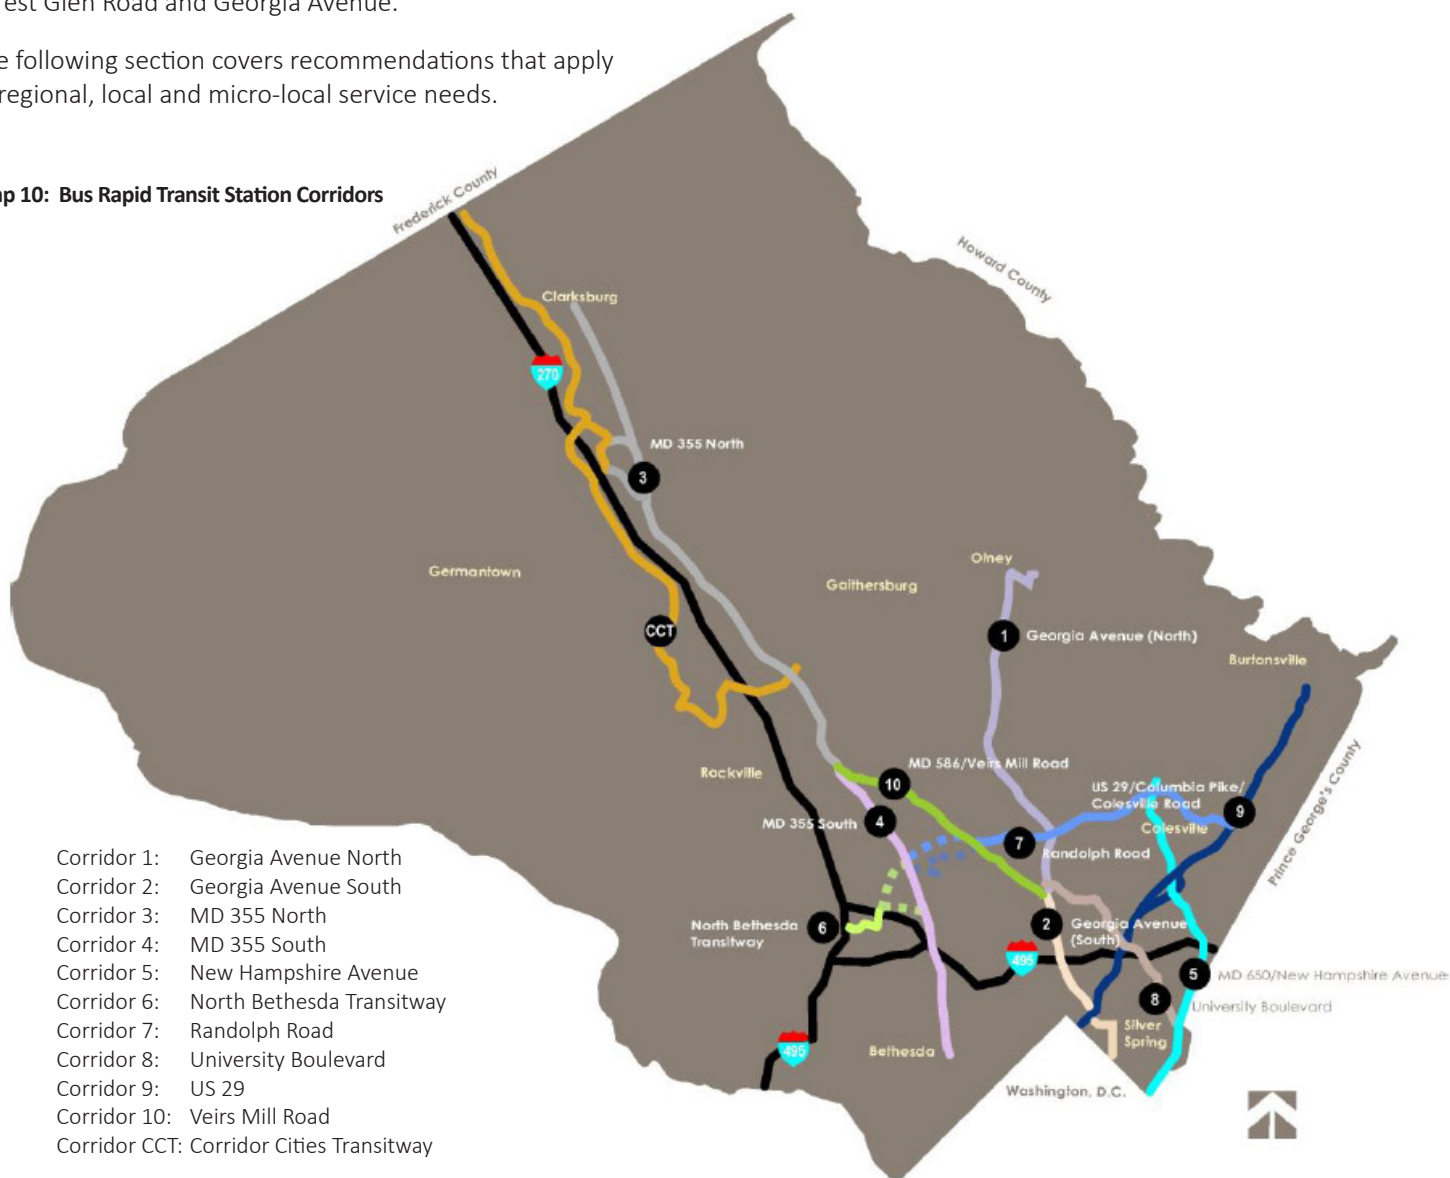 est Glen Road and Georgia Avenue.
e following section covers recommendations that apply
regional, local and micro-local service needs.
ap 10: Bus Rapid Transit Station Corridors
Frederick County
Howard County
Clarksburg
270
MD 355 North
3
Olney
Germantown
Gaithersburg
CCT
1 Georgia Avenue (North)
Burtonsville
Prince George's County
Rockville
MD 586/Veirs Mill Road
10
US 29/Columbia Pike/
Colesville Road
9
MD 355 South 4
Colesville
7
Randolph Road
North Bethesda
Transitway
6
2
Georgia Avenue
(South)
495
5 MD 650/New Hampshire Avenue
8 University Boulevard
Silver
Spring
495
Bethesda
Washington, D.C.
Corridor 1: Georgia Avenue North
Corridor 2: Georgia Avenue South
Corridor 3: MD 355 North
Corridor 4: MD 355 South
Corridor 5: New Hampshire Avenue
Corridor 6: North Bethesda Transitway
Corridor 7: Randolph Road
Corridor 8: University Boulevard
Corridor 9: US 29
Corridor 10: Veirs Mill Road
Corridor CCT: Corridor Cities Transitway